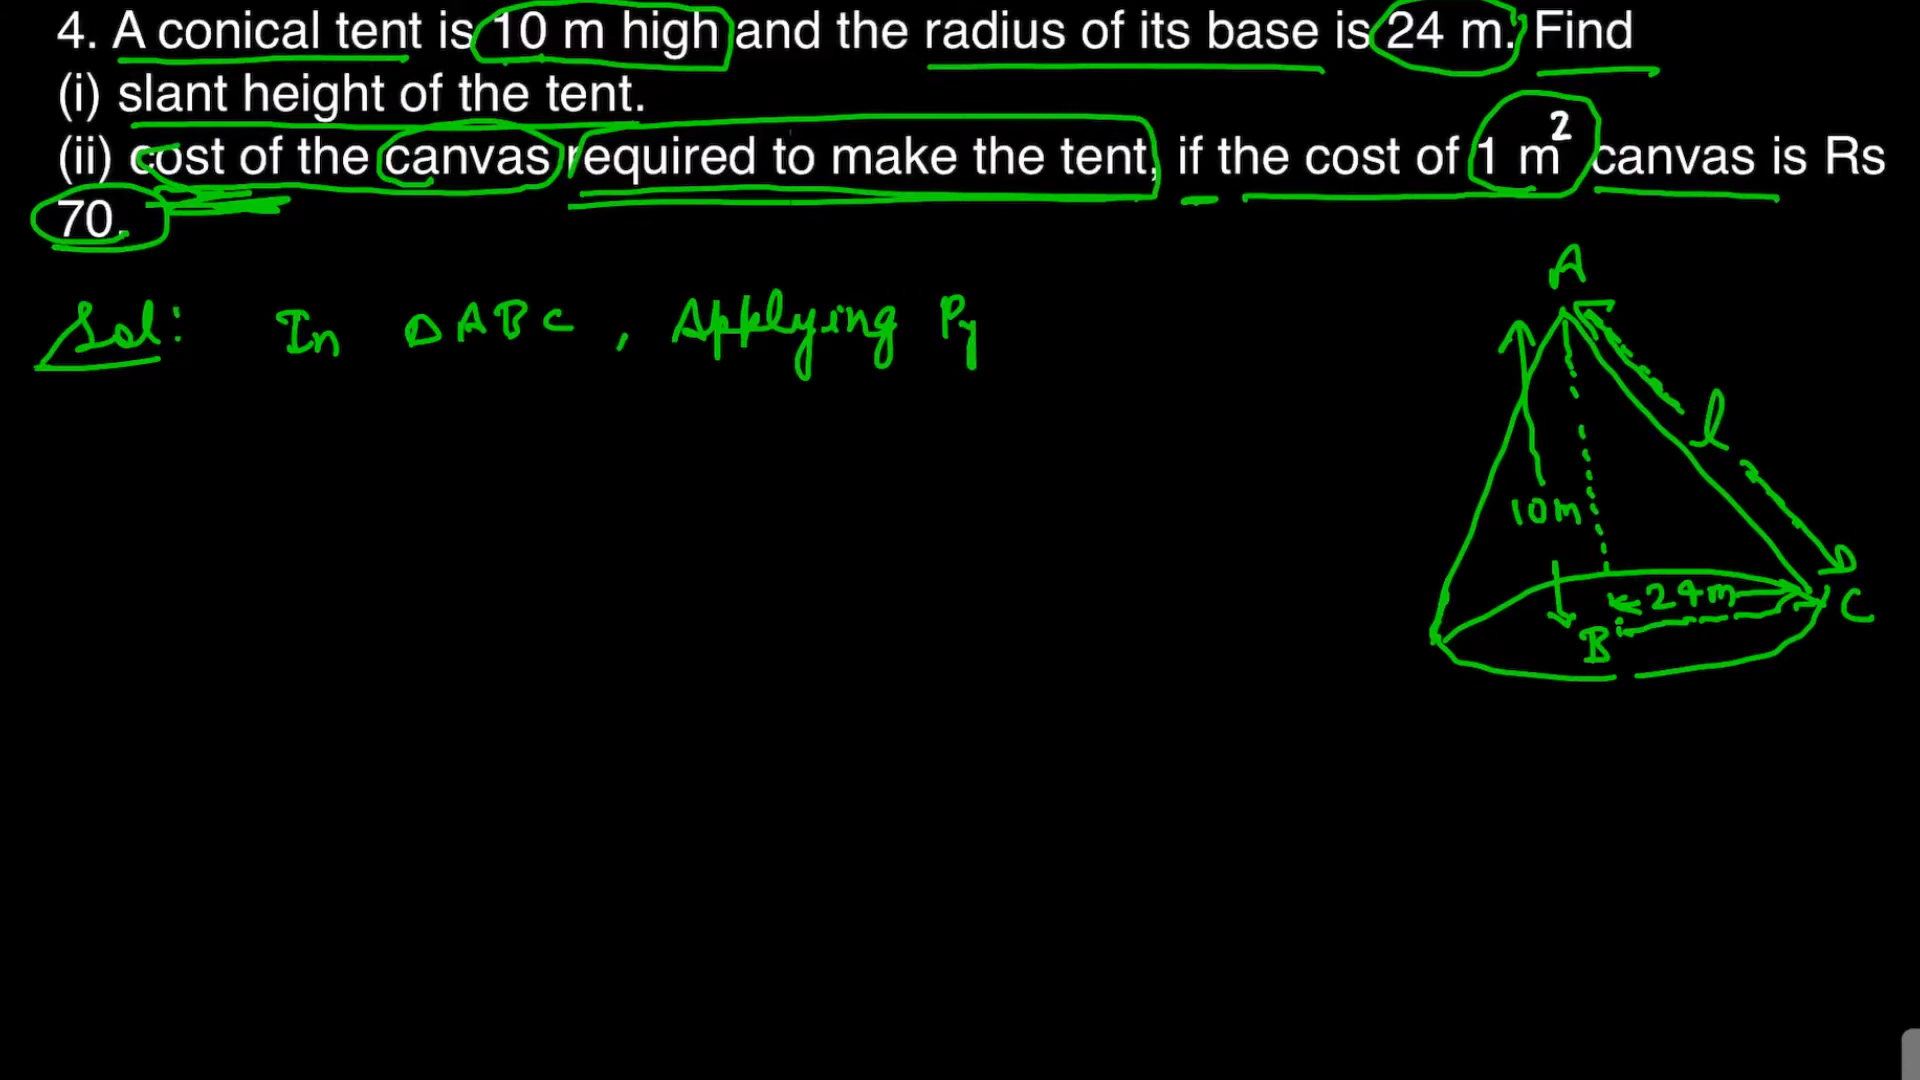 4. A conical tent is 10 m high and the radius of its base is 24 m. Find
(i) slant height of the tent.
(ii) cost of the canvas required to make the tent, if the cost of 1 m² canvas is Rs
70.
Sol: In Δ ABC, Applying Py
A
l
10m
24m
C
B